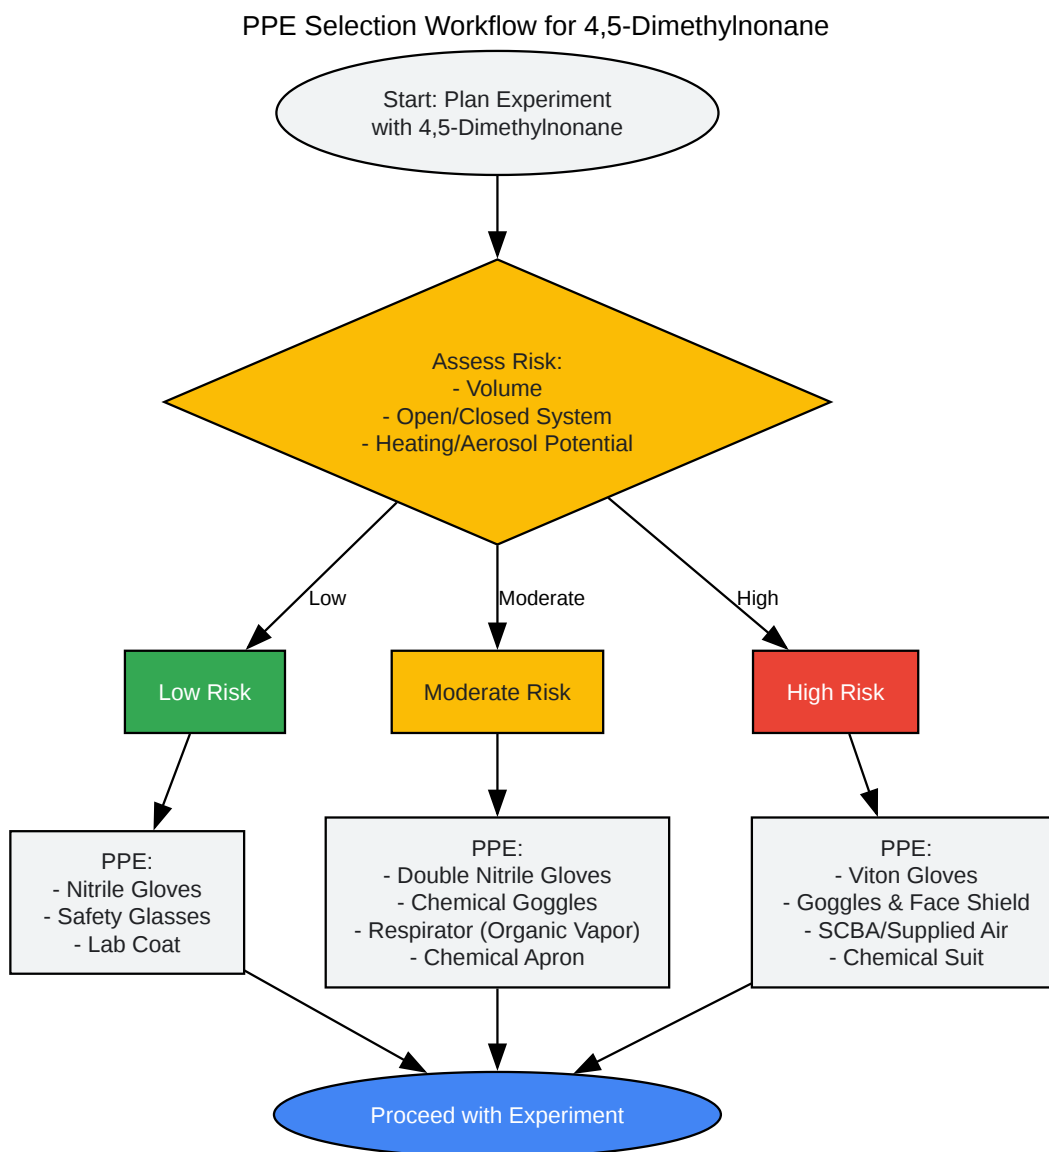 PPE Selection Workflow for 4,5-Dimethylnonane
Start: Plan Experiment
with 4,5-Dimethylnonane
Assess Risk:
- Volume
- Open/Closed System
- Heating/Aerosol Potential
Low
Moderate
High
Low Risk
Moderate Risk
High Risk
PPE:
- Nitrile Gloves
- Safety Glasses
- Lab Coat
PPE:
- Double Nitrile Gloves
- Chemical Goggles
- Respirator (Organic Vapor)
- Chemical Apron
PPE:
- Viton Gloves
- Goggles & Face Shield
- SCBA/Supplied Air
- Chemical Suit
Proceed with Experiment